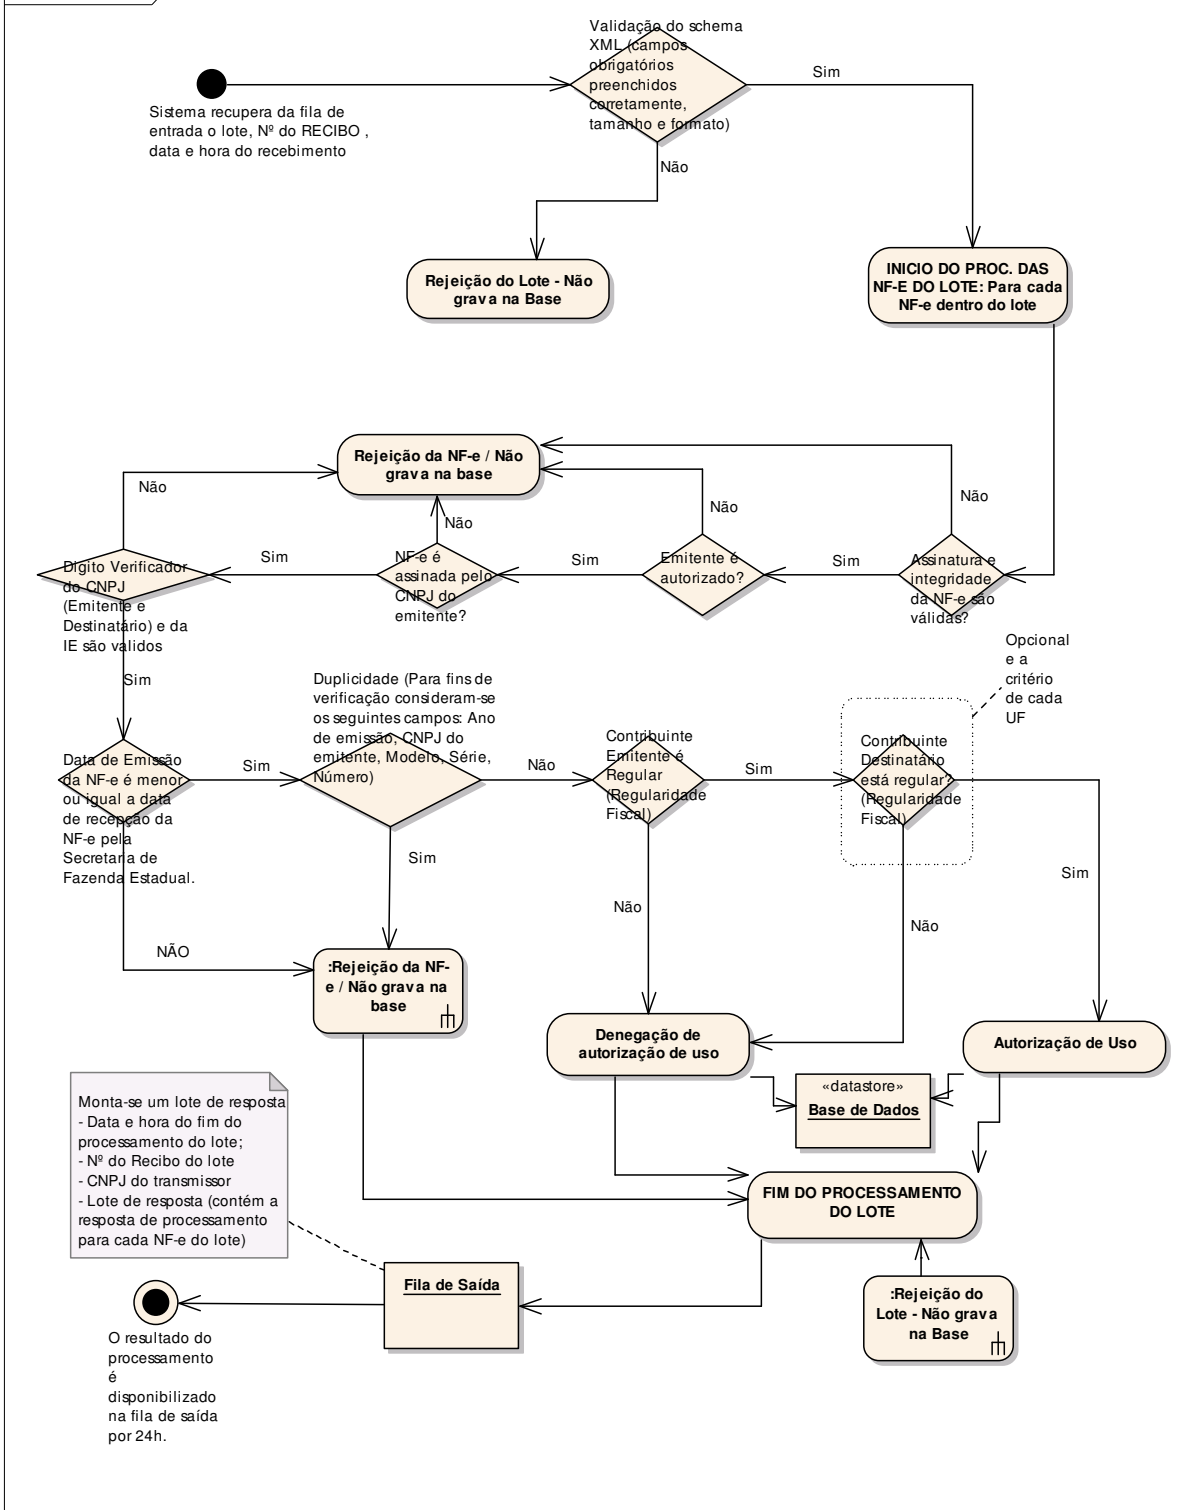 Validação do schema
XML (campos
obrigatórios
preenchidos
corretamente,
tamanho e formato)
Sim
Sistema recupera da fila de
entrada o lote, Nº do RECIBO ,
data e hora do recebimento
Não
Rejeição do Lote - Não
grava na Base
INICIO DO PROC. DAS
NF-E DO LOTE: Para cada
NF-e dentro do lote
Rejeição da NF-e / Não
grava na base
Não
Não
Não
Não
Digito Verificador
do CNPJ
(Emitente e
Destinatário) e da
IE são validos
Sim
NF-e é
assinada pelo
CNPJ do
emitente?
Sim
Emitente é
autorizado?
Sim
Assinatura e
integridade
da NF-e são
válidas?
Opcional
e a
critério
de cada
UF
Sim
Duplicidade (Para fins de
verificação consideram-se
os seguintes campos: Ano
de emissão, CNPJ do
emitente, Modelo, Série,
Número)
Data de Emissão
da NF-e é menor
ou igual a data
de recepção da
NF-e pela
Secretaria de
Fazenda Estadual.
Sim
Não
Contribuinte
Emitente é
Regular
(Regularidade
Fiscal)
Sim
Contribuinte
Destinatário
está regular?
(Regularidade
Fiscal)
Sim
Sim
Não
Não
NÃO
:Rejeição da NF-
e / Não grava na
base
Denegação de
autorização de uso
Autorização de Uso
«datastore»
Base de Dados
Monta-se um lote de resposta
- Data e hora do fim do
processamento do lote;
- Nº do Recibo do lote
- CNPJ do transmissor
- Lote de resposta (contém a
resposta de processamento
para cada NF-e do lote)
FIM DO PROCESSAMENTO
DO LOTE
Fila de Saída
:Rejeição do
Lote - Não grava
na Base
O resultado do
processamento
é
disponibilizado
na fila de saída
por 24h.